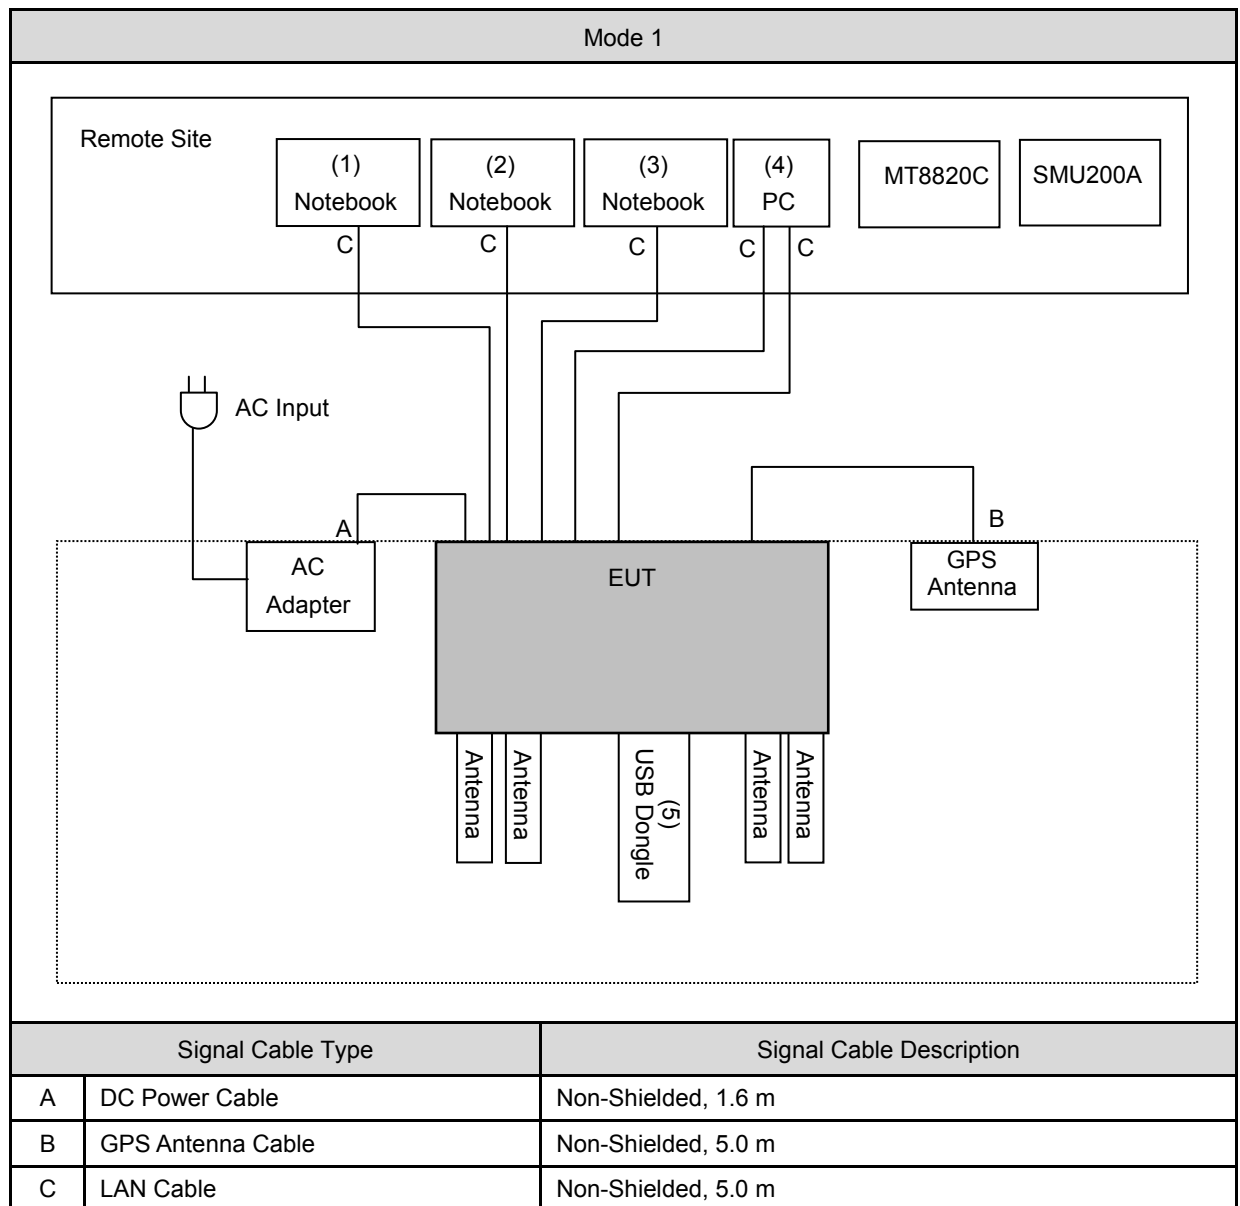 Mode 1
Remote Site
(1)
Notebook
(2)
Notebook
(3)
Notebook
(4)
PC
MT8820C
SMU200A
C
C
C
C
C
AC Input
A
B
AC
Adapter
EUT
GPS
Antenna
Antenna
Antenna
(5)
USB Dongle
Antenna
Antenna
Signal Cable Type
Signal Cable Description
A
DC Power Cable
Non-Shielded, 1.6 m
B
GPS Antenna Cable
Non-Shielded, 5.0 m
C
LAN Cable
Non-Shielded, 5.0 m